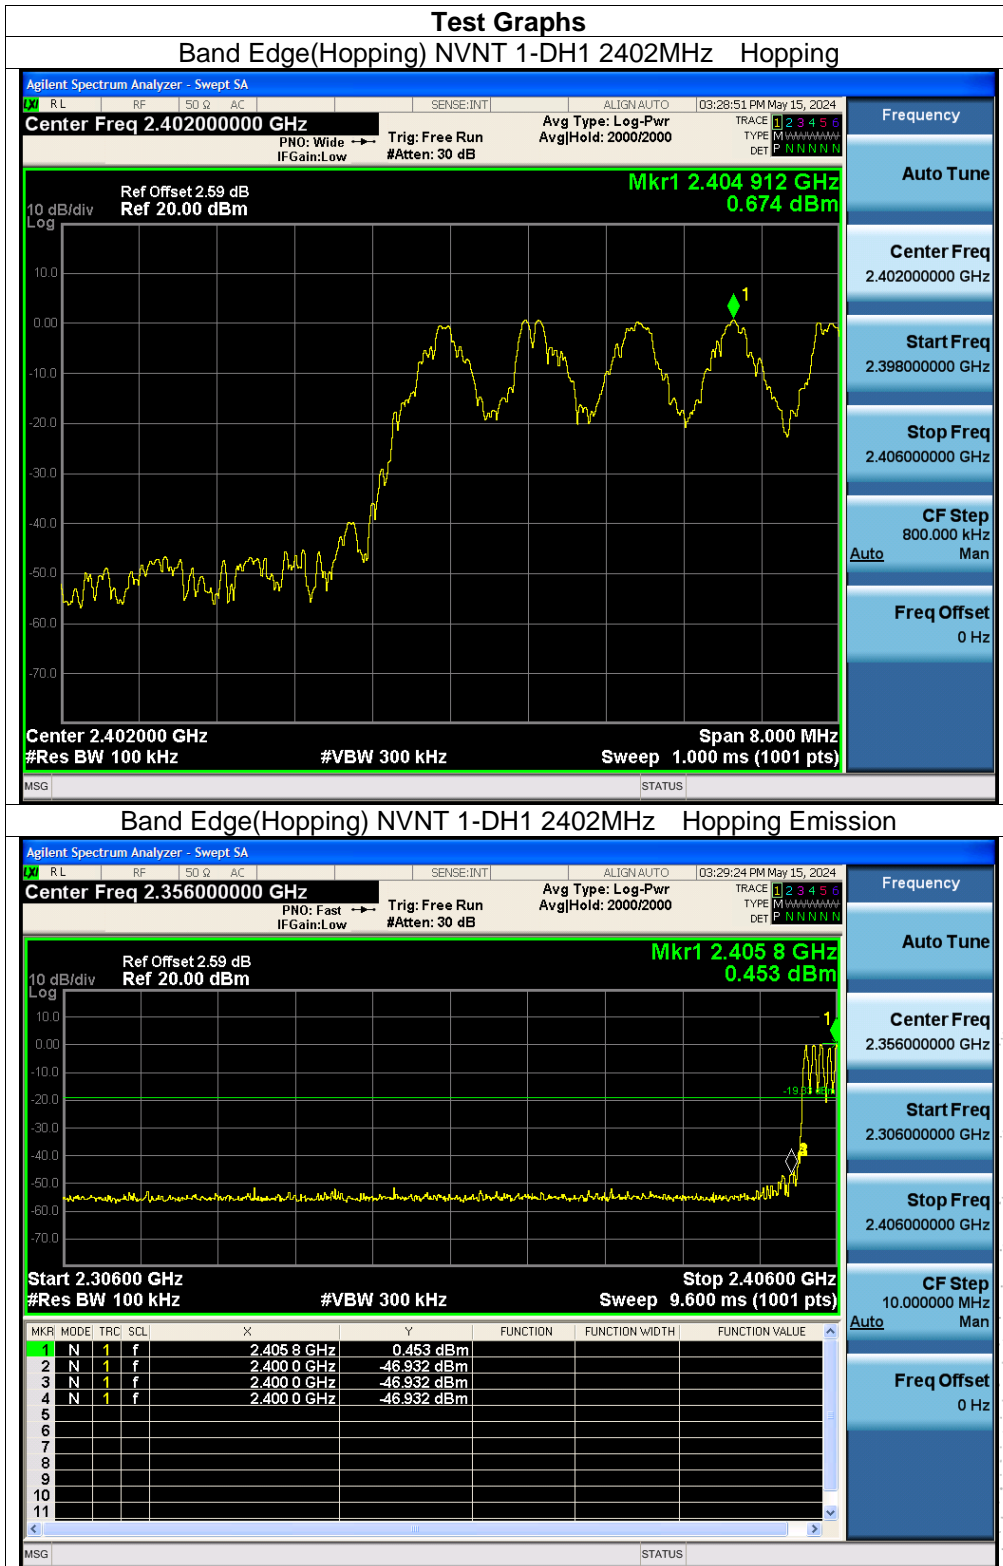 Test Graphs
Band Edge(Hopping) NVNT 1-DH1 2402MHz Hopping
Agilent Spectrum Analyzer - Swept SA
LXI RL RF 50 Ω AC SENSE:INT ALIGNAUTO 03:28:51 PM May 15, 2024
Center Freq 2.402000000 GHz Avg Type: Log-Pwr TRACE 1 2 3 4 5 6
PNO: Wide Trig: Free Run Avg|Hold: 2000/2000 TYPE M WWWWW
IFGain:Low #Atten: 30 dB DET P N N N N N
Frequency
Auto Tune
Center Freq
2.402000000 GHz
Start Freq
2.398000000 GHz
Stop Freq
2.406000000 GHz
CF Step
800.000 kHz
Auto Man
Freq Offset
0 Hz
Mkr1 2.404 912 GHz
0.674 dBm
Ref Offset 2.59 dB
10 dB/div Ref 20.00 dBm
Log
10.0
0.00
-10.0
-20.0
-30.0
-40.0
-50.0
-60.0
-70.0
1
Center 2.402000 GHz Span 8.000 MHz
#Res BW 100 kHz #VBW 300 kHz Sweep 1.000 ms (1001 pts)
MSG STATUS
Band Edge(Hopping) NVNT 1-DH1 2402MHz Hopping Emission
Agilent Spectrum Analyzer - Swept SA
LXI RL RF 50 Ω AC SENSE:INT ALIGNAUTO 03:29:24 PM May 15, 2024
Center Freq 2.356000000 GHz Avg Type: Log-Pwr TRACE 1 2 3 4 5 6
PNO: Fast Trig: Free Run Avg|Hold: 2000/2000 TYPE M WWWWW
IFGain:Low #Atten: 30 dB DET P N N N N N
Frequency
Auto Tune
Center Freq
2.356000000 GHz
Start Freq
2.306000000 GHz
Stop Freq
2.406000000 GHz
CF Step
10.000000 MHz
Auto Man
Freq Offset
0 Hz
Mkr1 2.405 8 GHz
0.453 dBm
Ref Offset 2.59 dB
10 dB/div Ref 20.00 dBm
Log
10.0
0.00
-10.0
-20.0
-30.0
-40.0
-50.0
-60.0
-70.0
1
Start 2.30600 GHz Stop 2.40600 GHz
#Res BW 100 kHz #VBW 300 kHz Sweep 9.600 ms (1001 pts)
MKR MODE TRC SCL X Y FUNCTION FUNCTION WIDTH FUNCTION VALUE
1 N 1 f 2.405 8 GHz 0.453 dBm
2 N 1 f 2.400 0 GHz -46.932 dBm
3 N 1 f 2.400 0 GHz -46.932 dBm
4 N 1 f 2.400 0 GHz -46.932 dBm
5
6
7
8
9
10
11
MSG STATUS